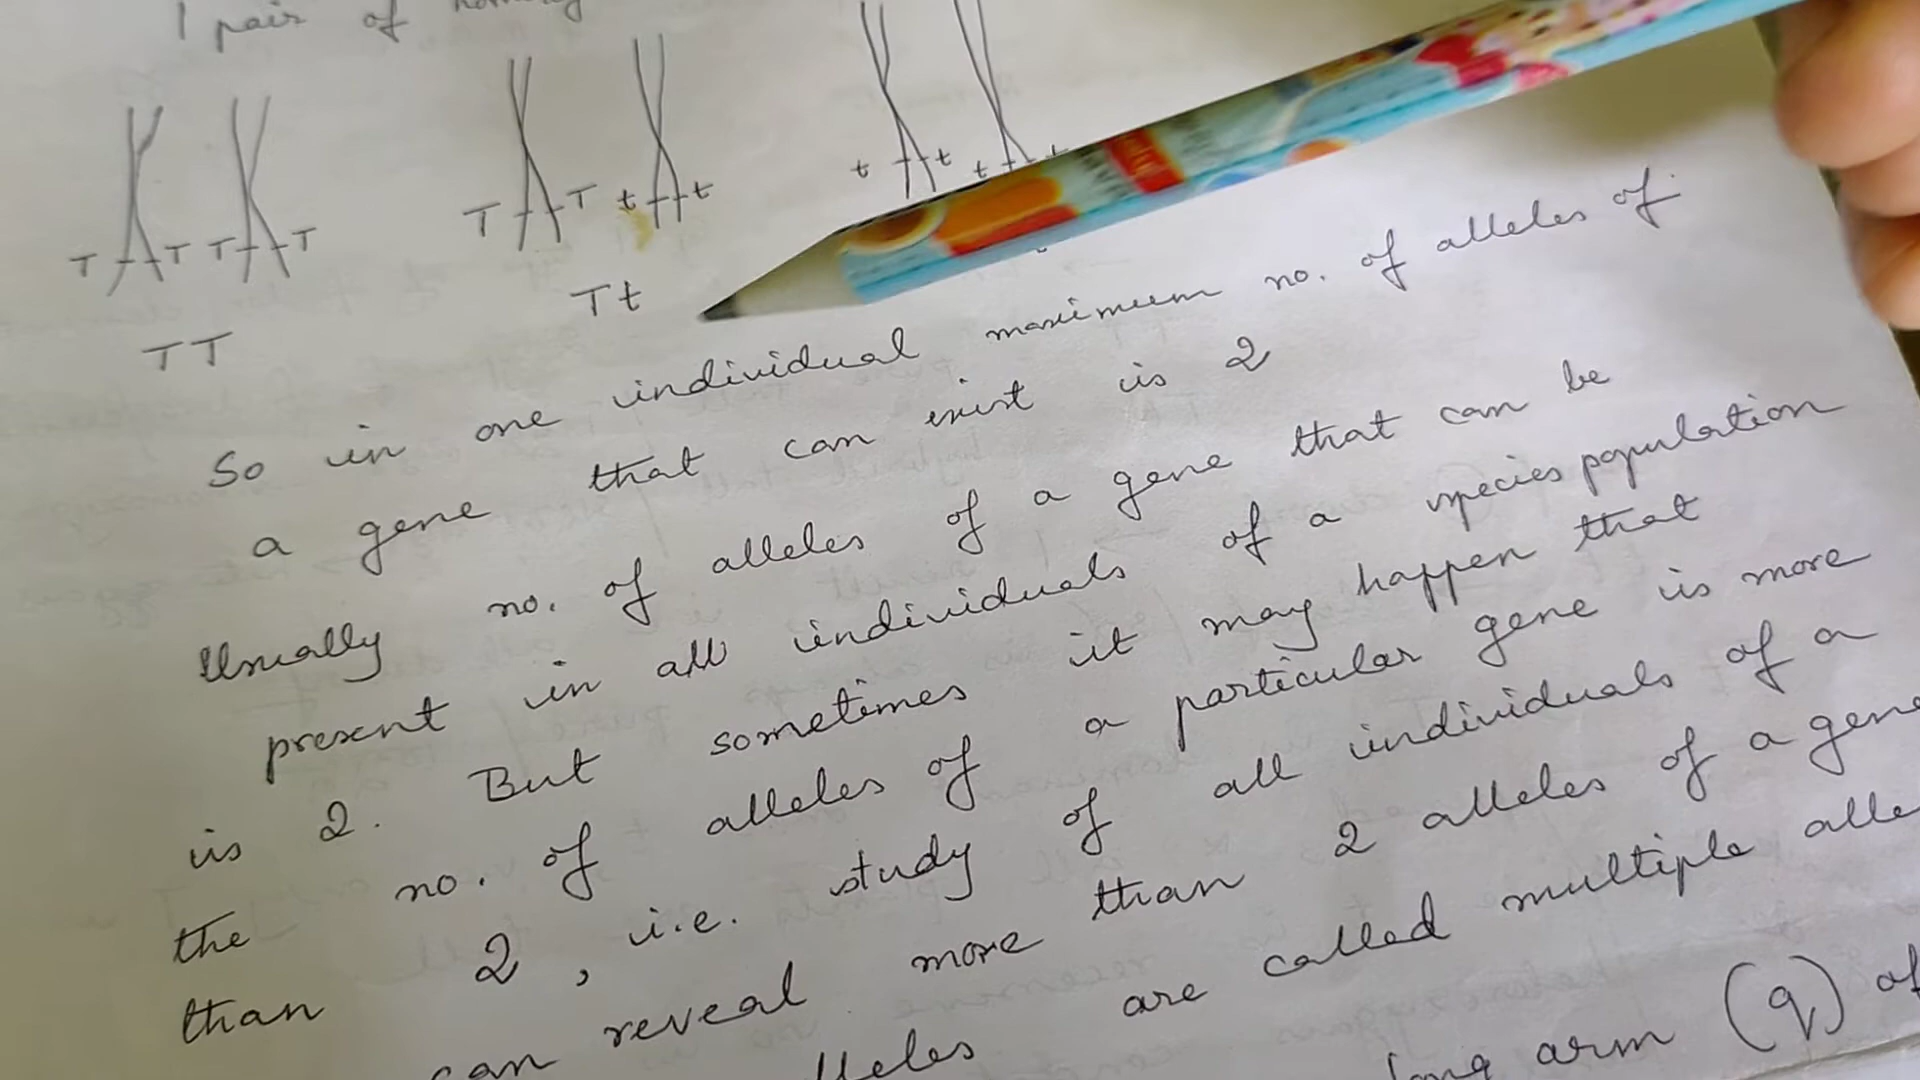 1 pair of
T T T T
T T t t
t t t t
TT
Tt
So in one individual maximum no. of alleles of
a gene that can exist is 2
Usually no. of alleles of a gene that can be
present in all individuals of a species population
is 2. But sometimes it may happen that
the no. of alleles of a particular gene is more
than 2, i.e. study of all individuals of a
can reveal more than 2 alleles of a gene
are called multiple
long arm (q) of